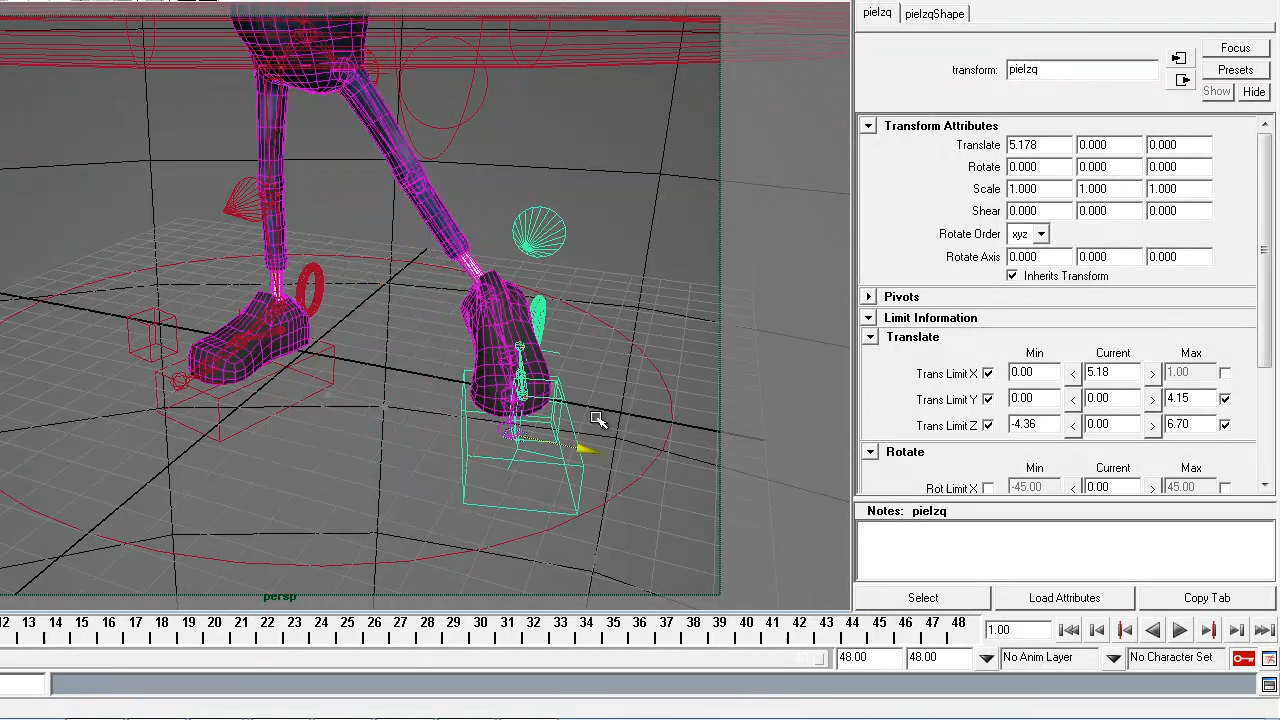 pielzq pielzqShape
Focus
transform: pielzq
Presets
Show Hide
Transform Attributes
Translate 5.178 0.000 0.000
Rotate 0.000 0.000 0.000
Scale 1.000 1.000 1.000
Shear 0.000 0.000 0.000
Rotate Order xyz
Rotate Axis 0.000 0.000 0.000
Inherits Transform
Pivots
Limit Information
Translate
Min Current Max
Trans Limit X 0.00 < 5.18 > 1.00
Trans Limit Y 0.00 < 0.00 > 4.15
Trans Limit Z -4.36 < 0.00 > 6.70
Rotate
Min Current Max
Rot Limit X -45.00 < 0.00 > 45.00
Notes: pielzq
persp
Select Load Attributes Copy Tab
12 13 14 15 16 17 18 19 20 21 22 23 24 25 26 27 28 29 30 31 32 33 34 35 36 37 38 39 40 41 42 43 44 45 46 47 48
1.00
48.00 48.00 No Anim Layer No Character Set